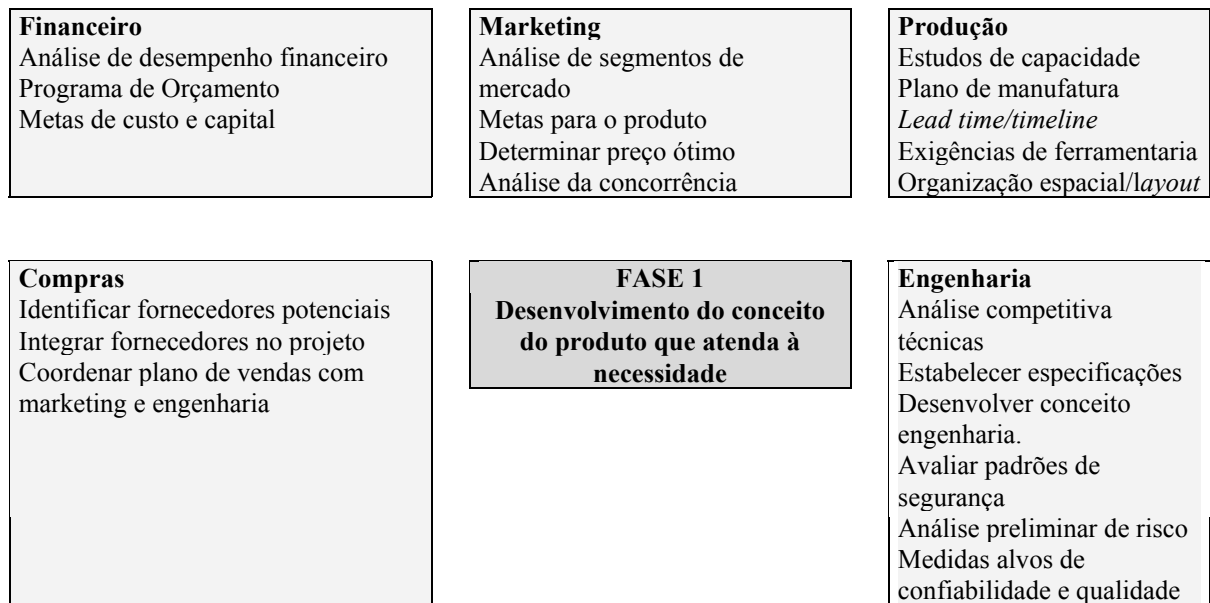 Financeiro
Análise de desempenho financeiro
Programa de Orçamento
Metas de custo e capital
Marketing
Análise de segmentos de
mercado
Metas para o produto
Determinar preço ótimo
Análise da concorrência
Produção
Estudos de capacidade
Plano de manufatura
Lead time/timeline
Exigências de ferramentaria
Organização espacial/layout
Compras
Identificar fornecedores potenciais
Integrar fornecedores no projeto
Coordenar plano de vendas com
marketing e engenharia
FASE 1
Desenvolvimento do conceito
do produto que atenda à
necessidade
Engenharia
Análise competitiva
técnicas
Estabelecer especificações
Desenvolver conceito
engenharia.
Avaliar padrões de
segurança
Análise preliminar de risco
Medidas alvos de
confiabilidade e qualidade